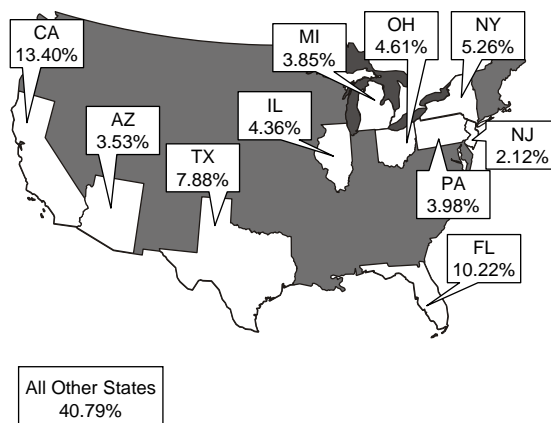 CA
13.40%
AZ
3.53%
TX
7.88%
IL
4.36%
MI
3.85%
OH
4.61%
NY
5.26%
NJ
2.12%
PA
3.98%
FL
10.22%
All Other States
40.79%